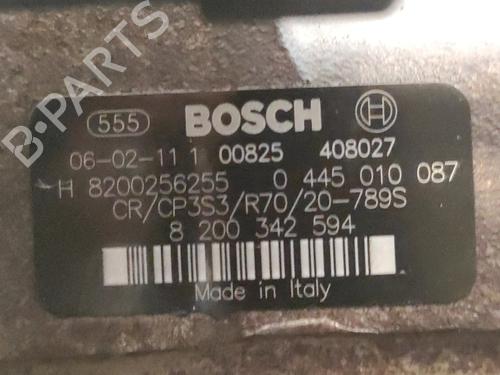 B-PARTS
555 BOSCH
06-02-11 1 00825 408027
H 8200256255 0 445 010 087
CR/CP3S3/R70/20-789S
8 200 342 594
Made in Italy